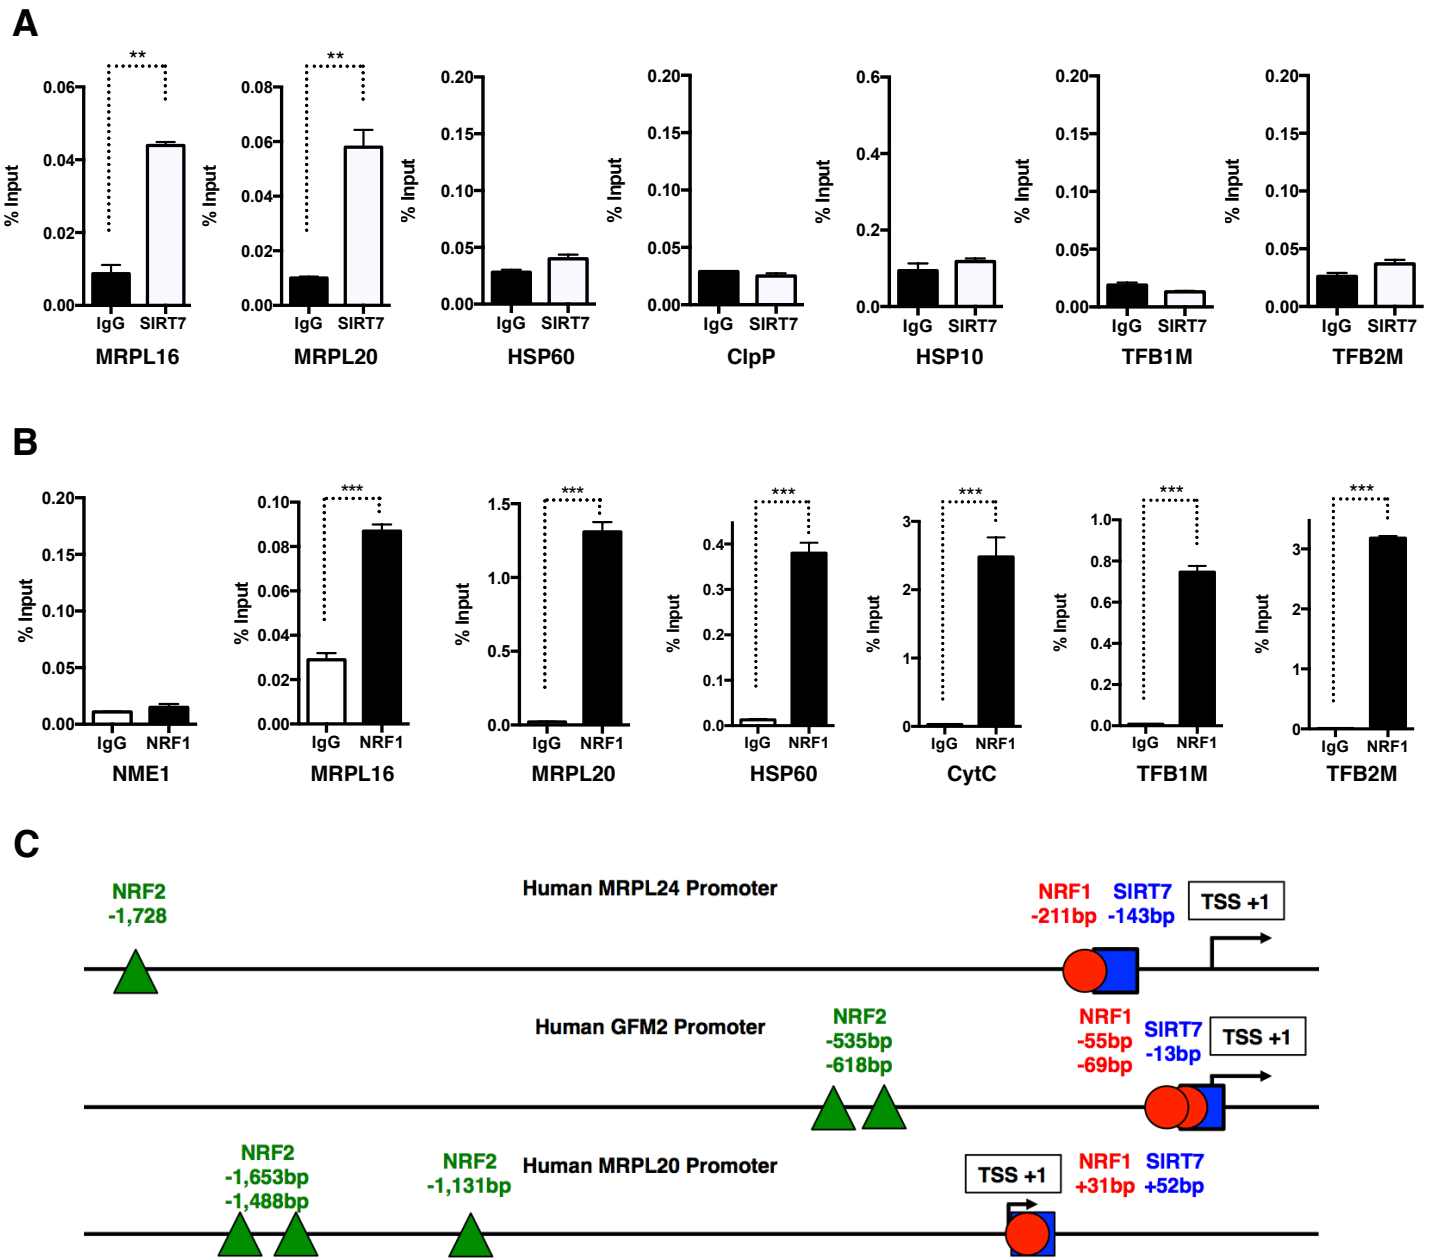 A
**
**
0.06
0.04
0.02
0.00
% Input
IgG SIRT7
MRPL16
0.08
0.06
0.04
0.02
0.00
% Input
IgG SIRT7
MRPL20
0.20
0.15
0.10
0.05
0.00
% Input
IgG SIRT7
HSP60
0.20
0.15
0.10
0.05
0.00
% Input
IgG SIRT7
ClpP
0.6
0.4
0.2
0.0
% Input
IgG SIRT7
HSP10
0.20
0.15
0.10
0.05
0.00
% Input
IgG SIRT7
TFB1M
0.20
0.15
0.10
0.05
0.00
% Input
IgG SIRT7
TFB2M
B
0.20
0.15
0.10
0.05
0.00
% Input
IgG NRF1
NME1
***
0.10
0.08
0.06
0.04
0.02
0.00
% Input
IgG NRF1
MRPL16
***
1.5
1.0
0.5
0.0
% Input
IgG NRF1
MRPL20
***
0.4
0.3
0.2
0.1
0.0
% Input
IgG NRF1
HSP60
***
3
2
1
0
% Input
IgG NRF1
CytC
***
1.0
0.8
0.6
0.4
0.2
0.0
% Input
IgG NRF1
TFB1M
***
3
2
1
0
% Input
IgG NRF1
TFB2M
C
Human MRPL24 Promoter
NRF2
-1,728
NRF1
-211bp
SIRT7
-143bp
TSS +1
Human GFM2 Promoter
NRF2
-535bp
-618bp
NRF1
-55bp
-69bp
SIRT7
-13bp
TSS +1
NRF2
-1,653bp
-1,488bp
NRF2
-1,131bp
Human MRPL20 Promoter
TSS +1
NRF1
+31bp
SIRT7
+52bp